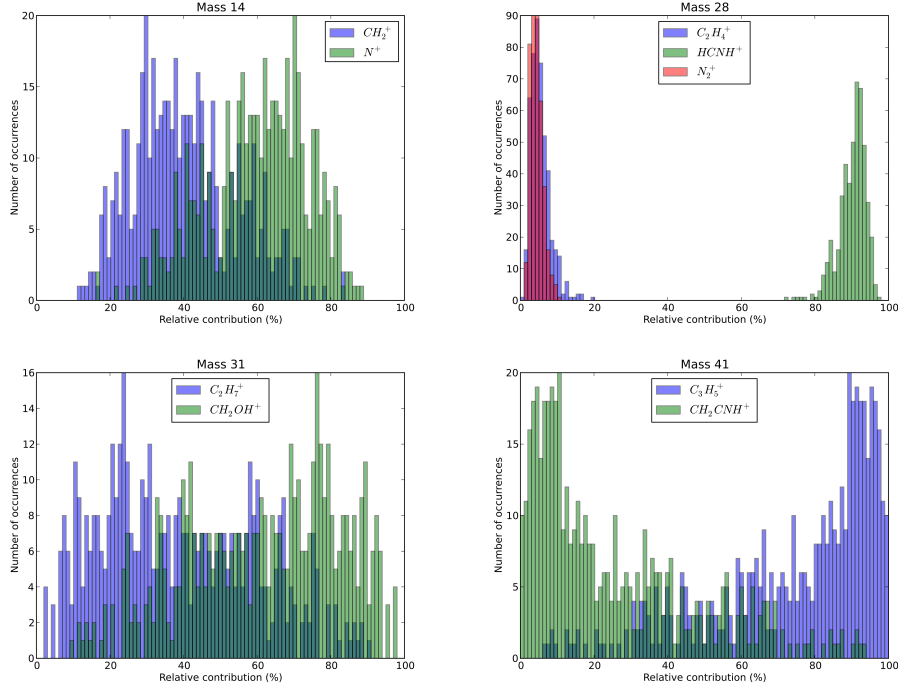 Mass 14
CH₂⁺
N⁺
Number of occurrences
20
15
10
5
0
0 20 40 60 80 100
Relative contribution (%)
Mass 28
C₂H₄⁺
HCNH⁺
N₂⁺
Number of occurrences
90
80
70
60
50
40
30
20
10
0
0 20 40 60 80 100
Relative contribution (%)
Mass 31
C₂H₇⁺
CH₂OH⁺
Number of occurrences
16
14
12
10
8
6
4
2
0
0 20 40 60 80 100
Relative contribution (%)
Mass 41
C₃H₅⁺
CH₂CNH⁺
Number of occurrences
20
15
10
5
0
0 20 40 60 80 100
Relative contribution (%)